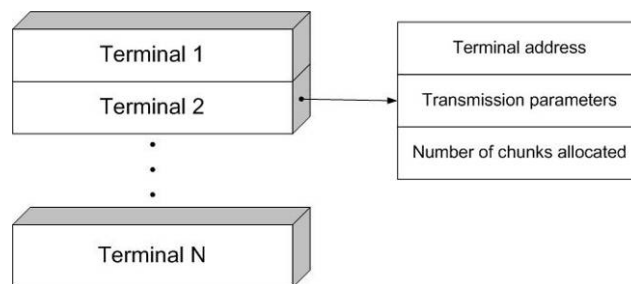 Terminal 1
Terminal 2
Terminal N
Terminal address
Transmission parameters
Number of chunks allocated